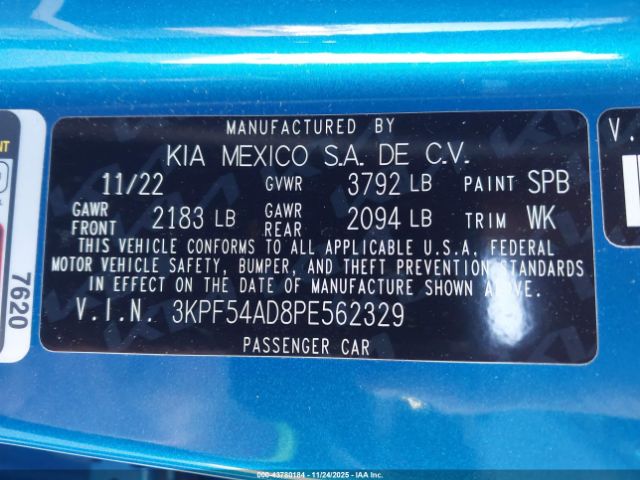 MANUFACTURED BY
KIA MEXICO S.A. DE C.V.
11/22 GVWR 3792 LB PAINT SPB
GAWR FRONT 2183 LB GAWR REAR 2094 LB TRIM WK
THIS VEHICLE CONFORMS TO ALL APPLICABLE U.S.A. FEDERAL
MOTOR VEHICLE SAFETY, BUMPER, AND THEFT PREVENTION STANDARDS
IN EFFECT ON THE DATE OF MANUFACTURE SHOWN ABOVE.
V.I.N. 3KPF54AD8PE562329
PASSENGER CAR
7620
V.
000-43780184 - 11/24/2025 - IAA Inc.